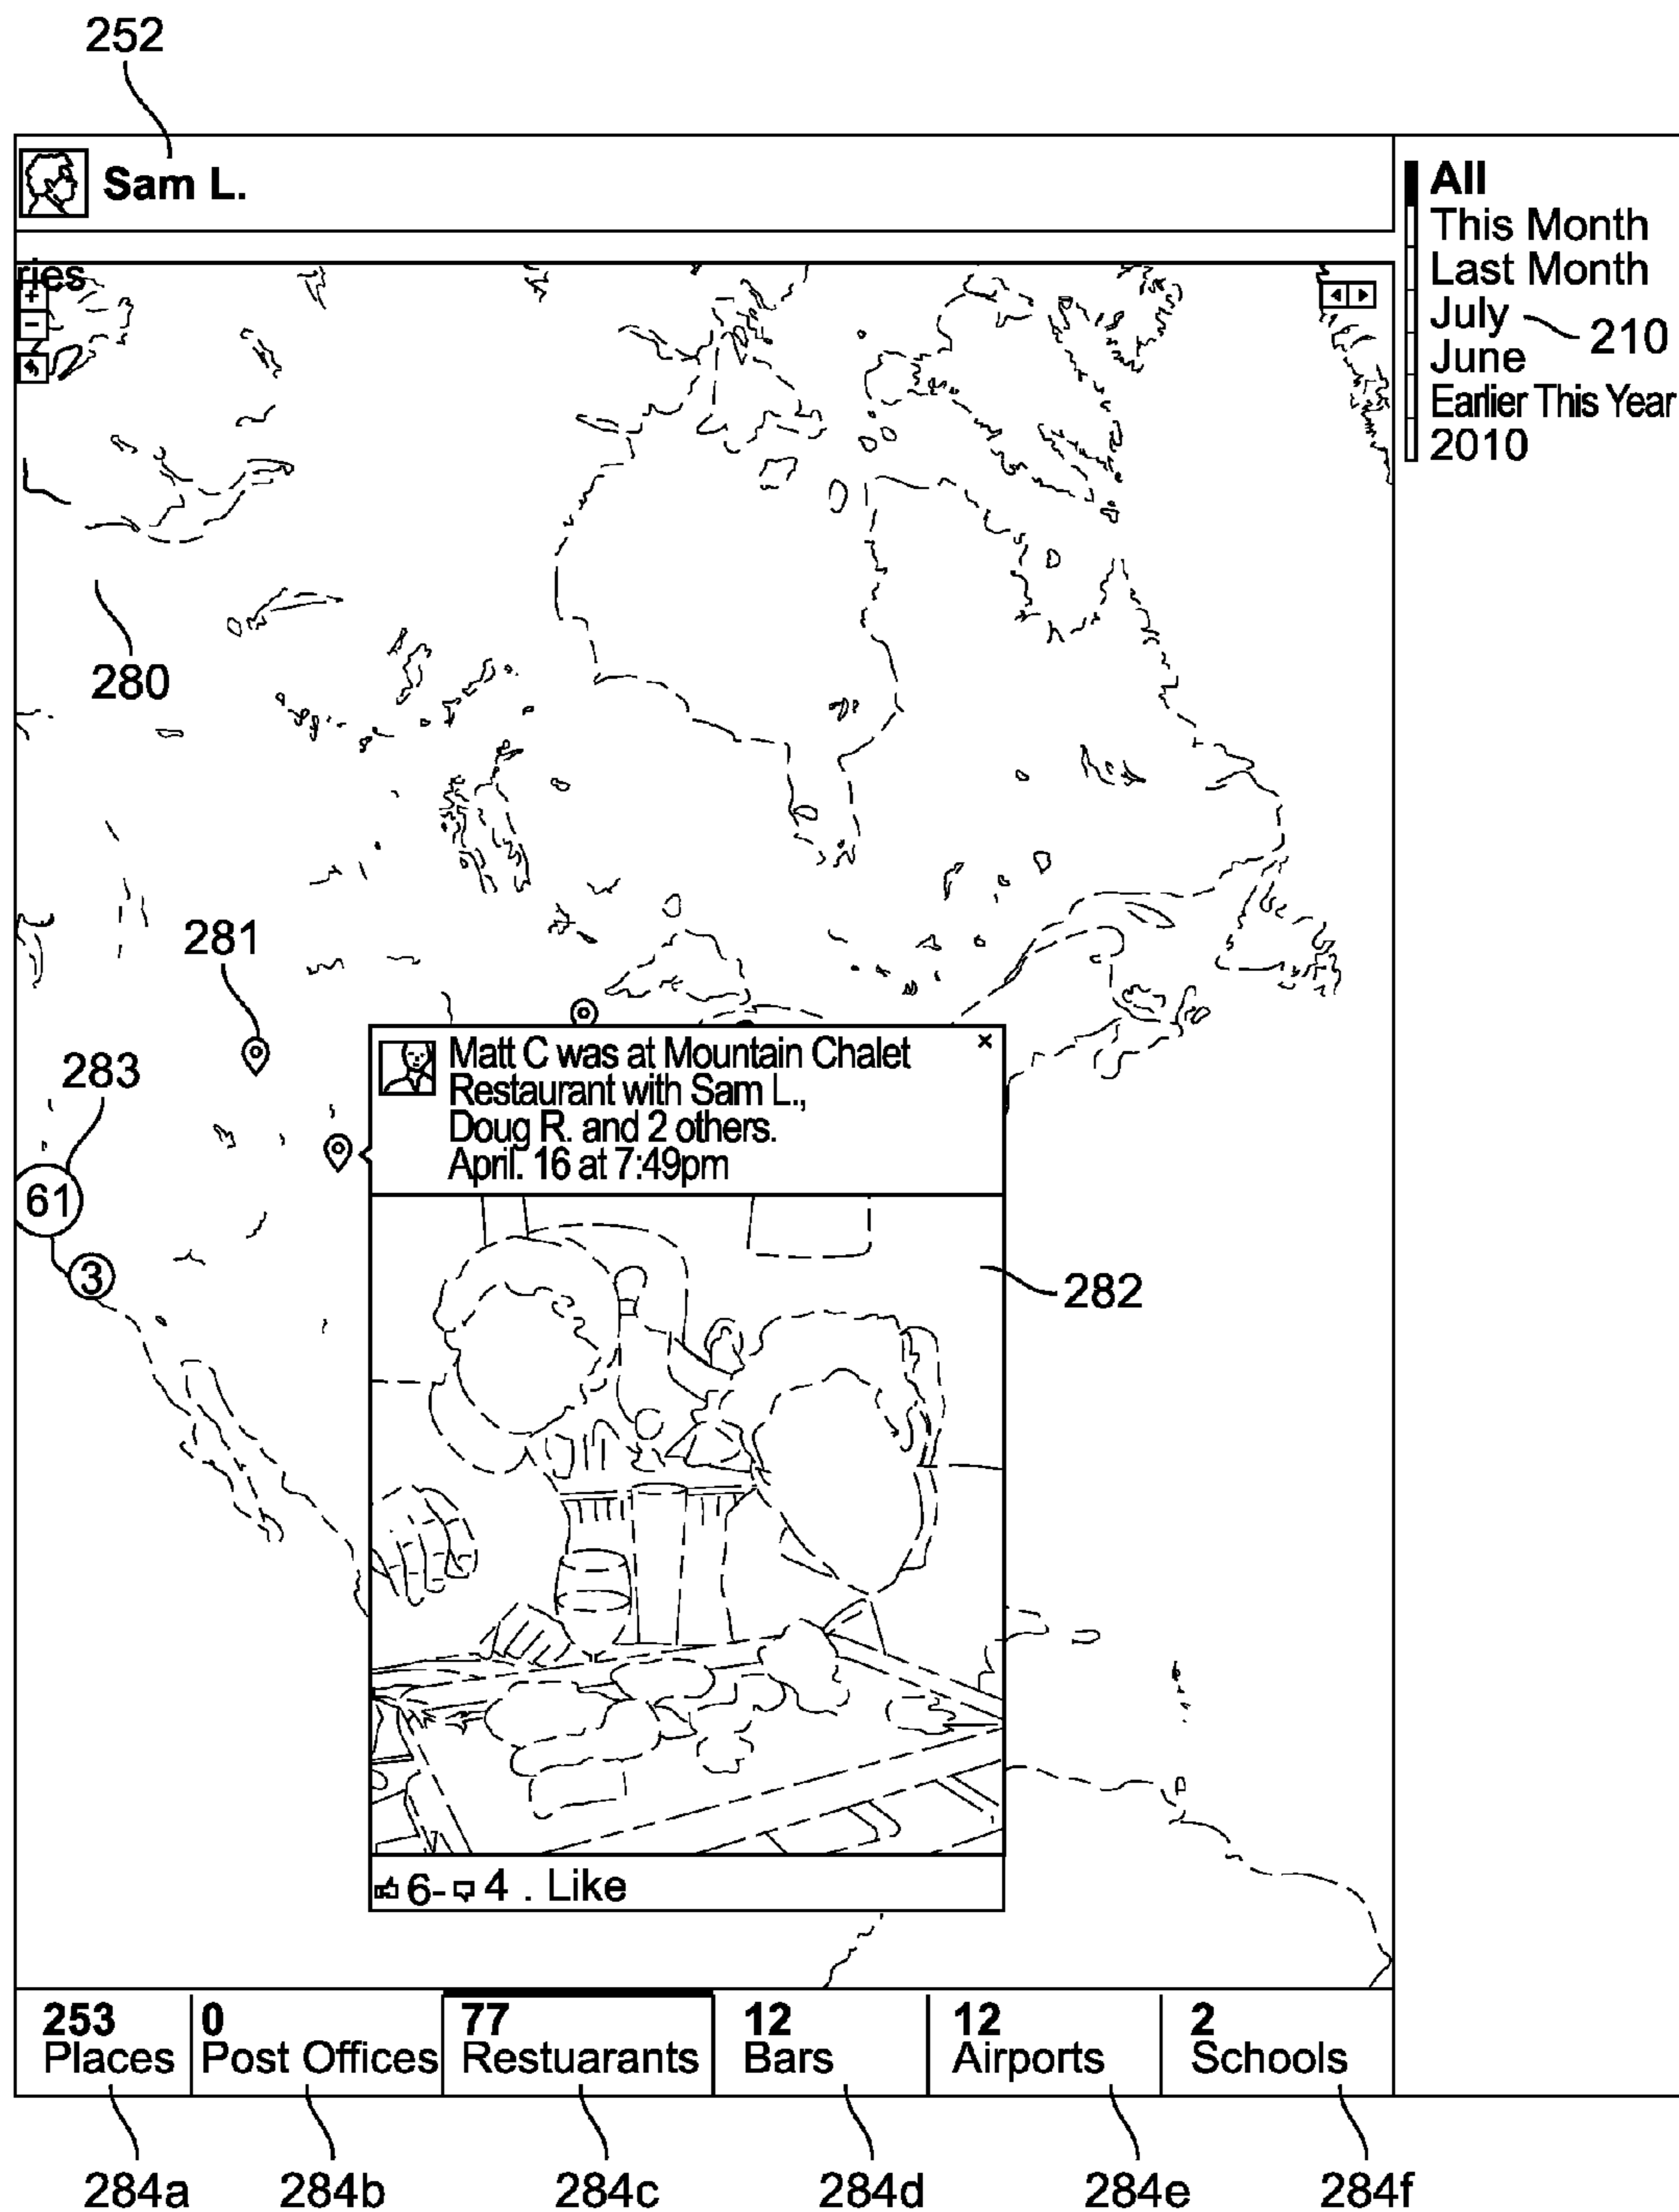 252
Sam L.
All
This Month
Last Month
July
210
June
Earlier This Year
2010
ries
+
-
280
281
283
61
3
Matt C was at Mountain Chalet
Restaurant with Sam L.,
Doug R. and 2 others.
April. 16 at 7:49pm
×
282
6-
4 . Like
253
Places
0
Post Offices
77
Restuarants
12
Bars
12
Airports
2
Schools
284a
284b
284c
284d
284e
284f